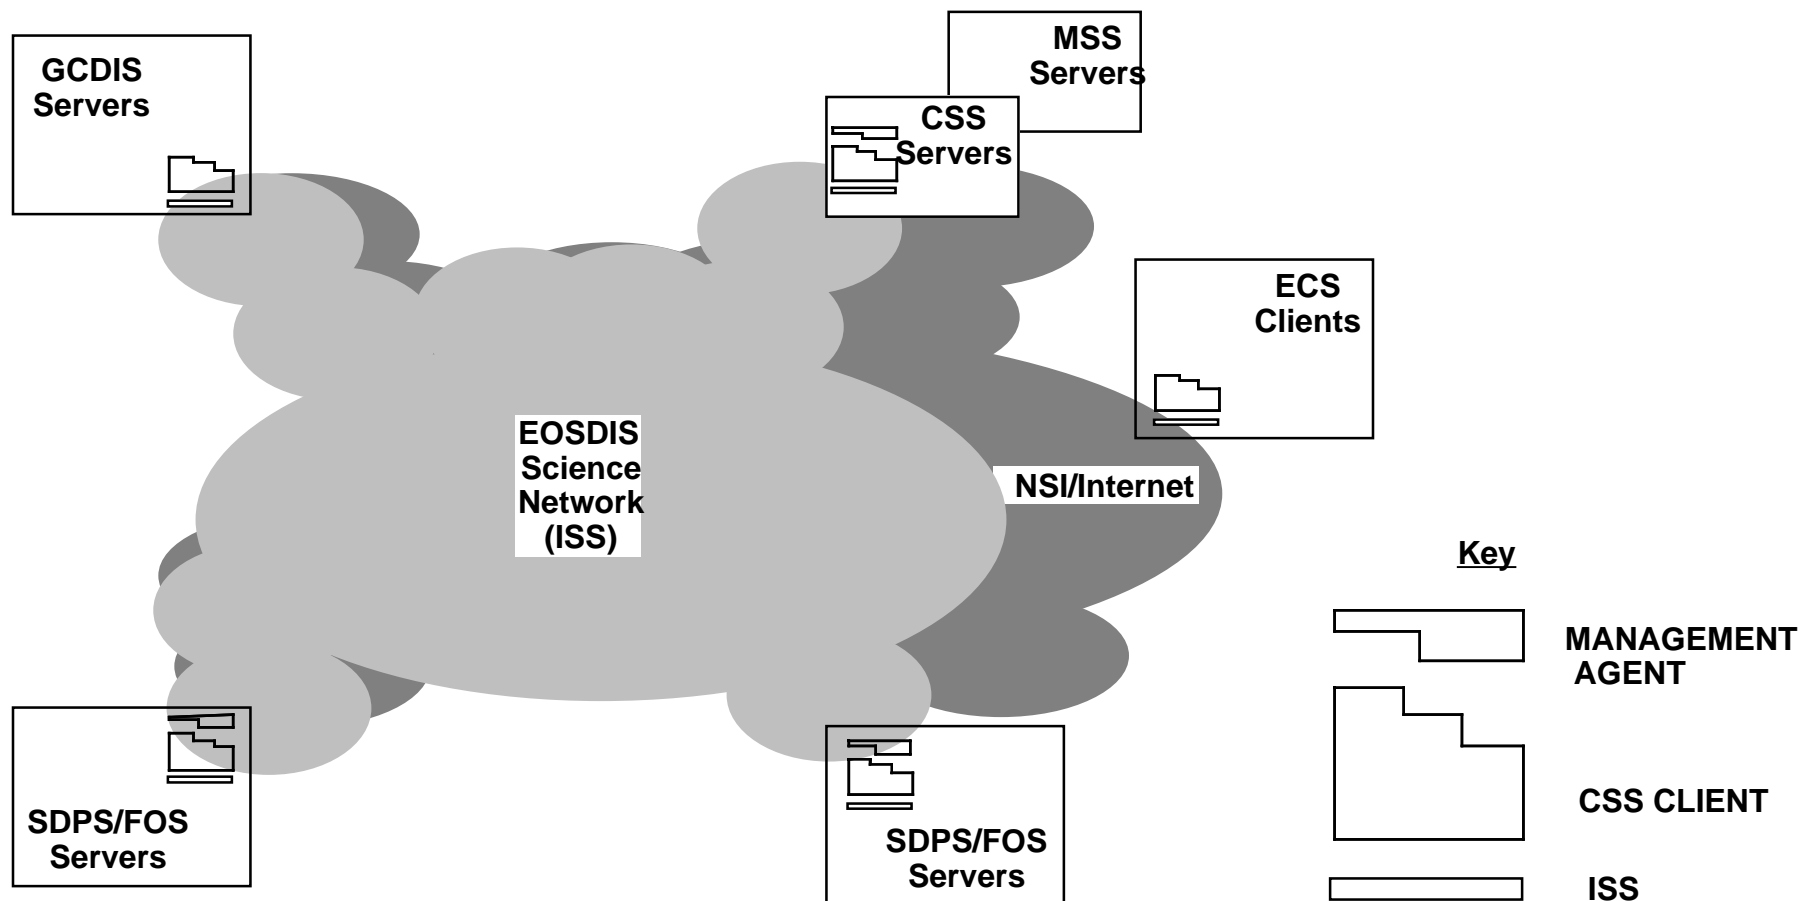 GCDIS
Servers
MSS
Servers
CSS
Servers
ECS
Clients
EOSDIS
Science
Network
(ISS)
NSI/Internet
Key
MANAGEMENT
AGENT
CSS CLIENT
ISS
SDPS/FOS
Servers
SDPS/FOS
Servers